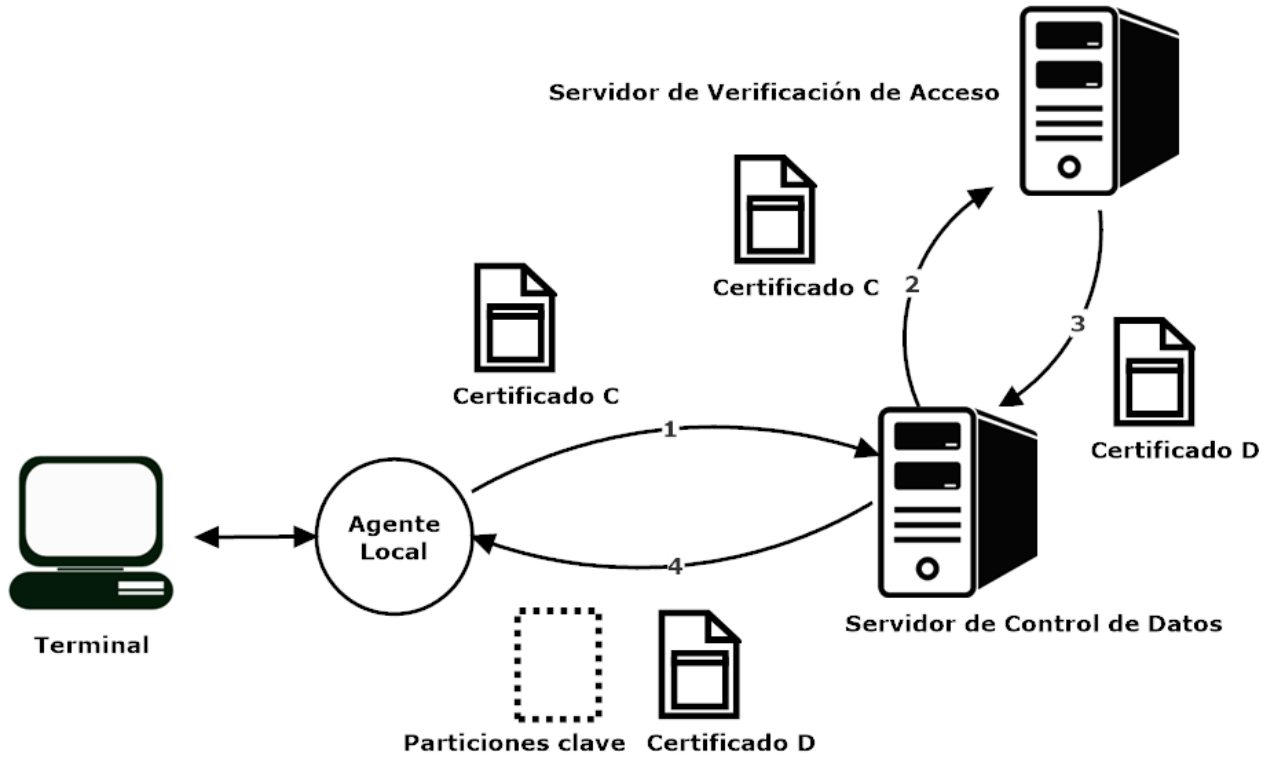 Servidor de Verificación de Acceso
Certificado C
2
3
Certificado C
Certificado D
1
Agente
Local
4
Servidor de Control de Datos
Terminal
Particiones clave
Certificado D